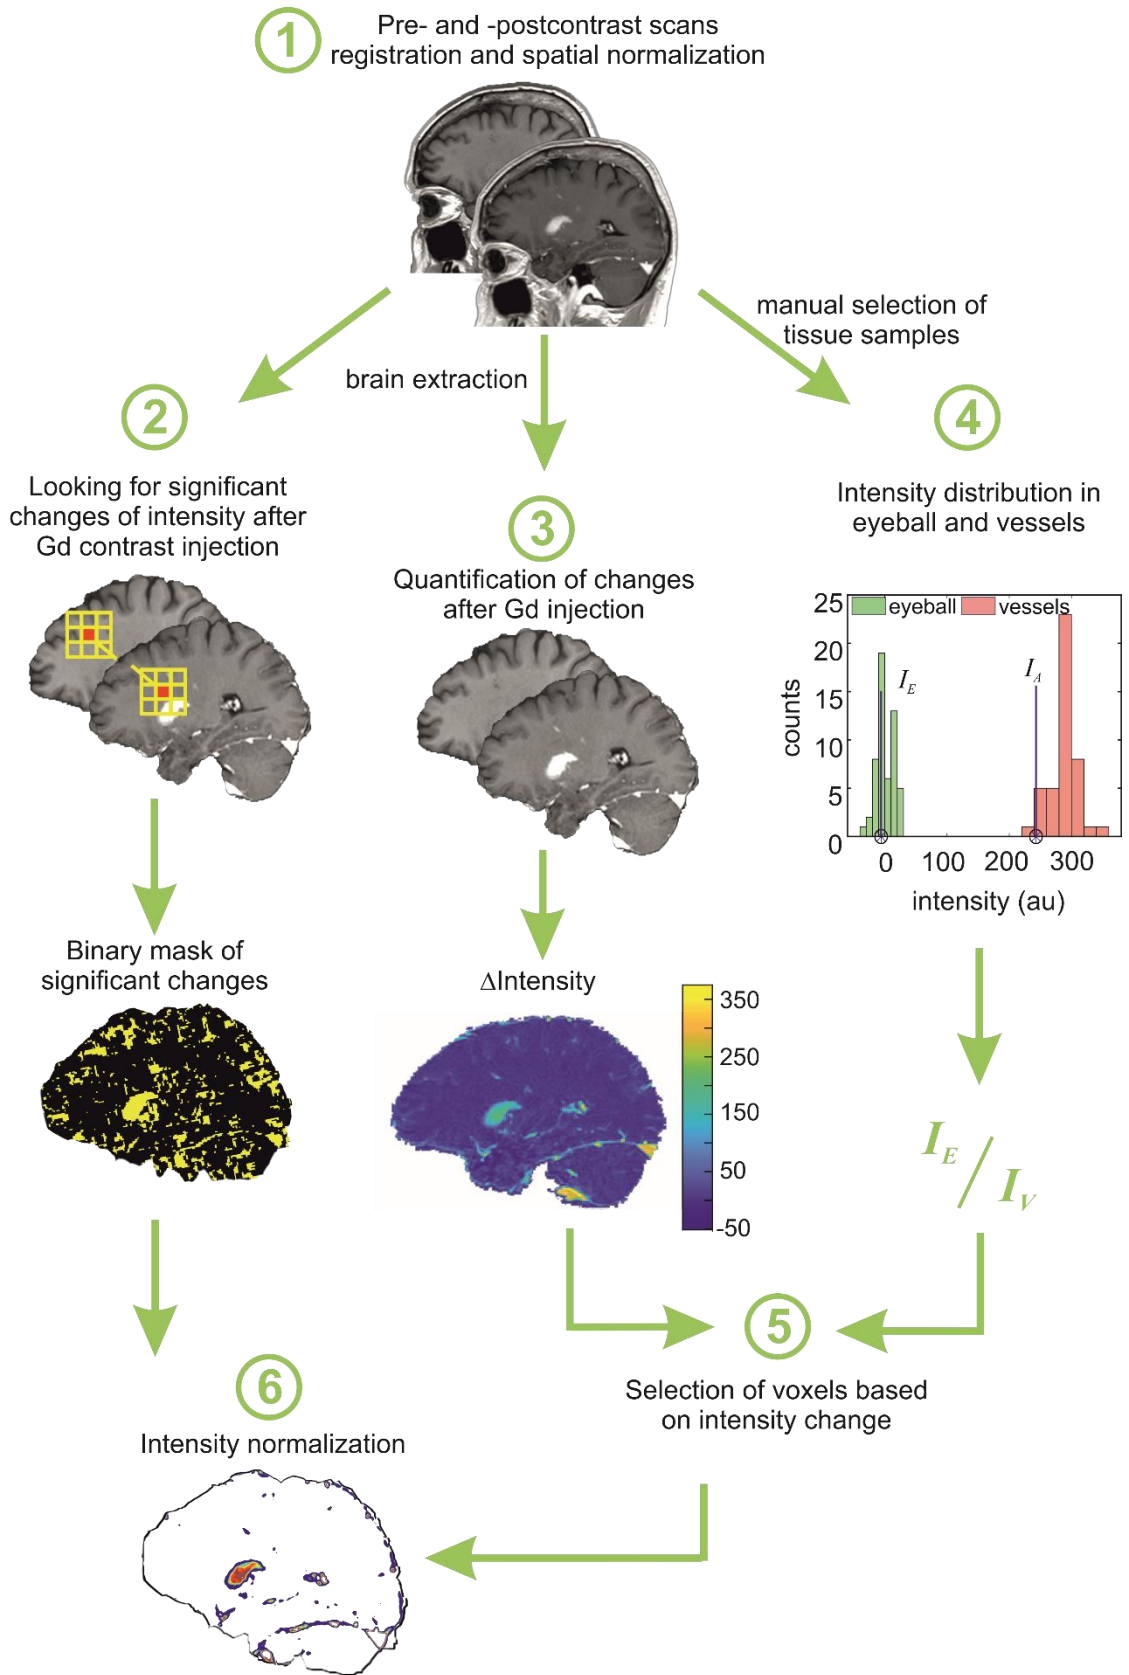 1
Pre- and -postcontrast scans
registration and spatial normalization
manual selection of
tissue samples
brain extraction
2
Looking for significant
changes of intensity after
Gd contrast injection
3
Quantification of changes
after Gd injection
4
Intensity distribution in
eyeball and vessels
25
20
15
10
5
0
counts
eyeball
vessels
I_E
I_A
0
100
200
300
intensity (au)
Binary mask of
significant changes
ΔIntensity
350
250
150
50
-50
I_E / I_V
5
Selection of voxels based
on intensity change
6
Intensity normalization